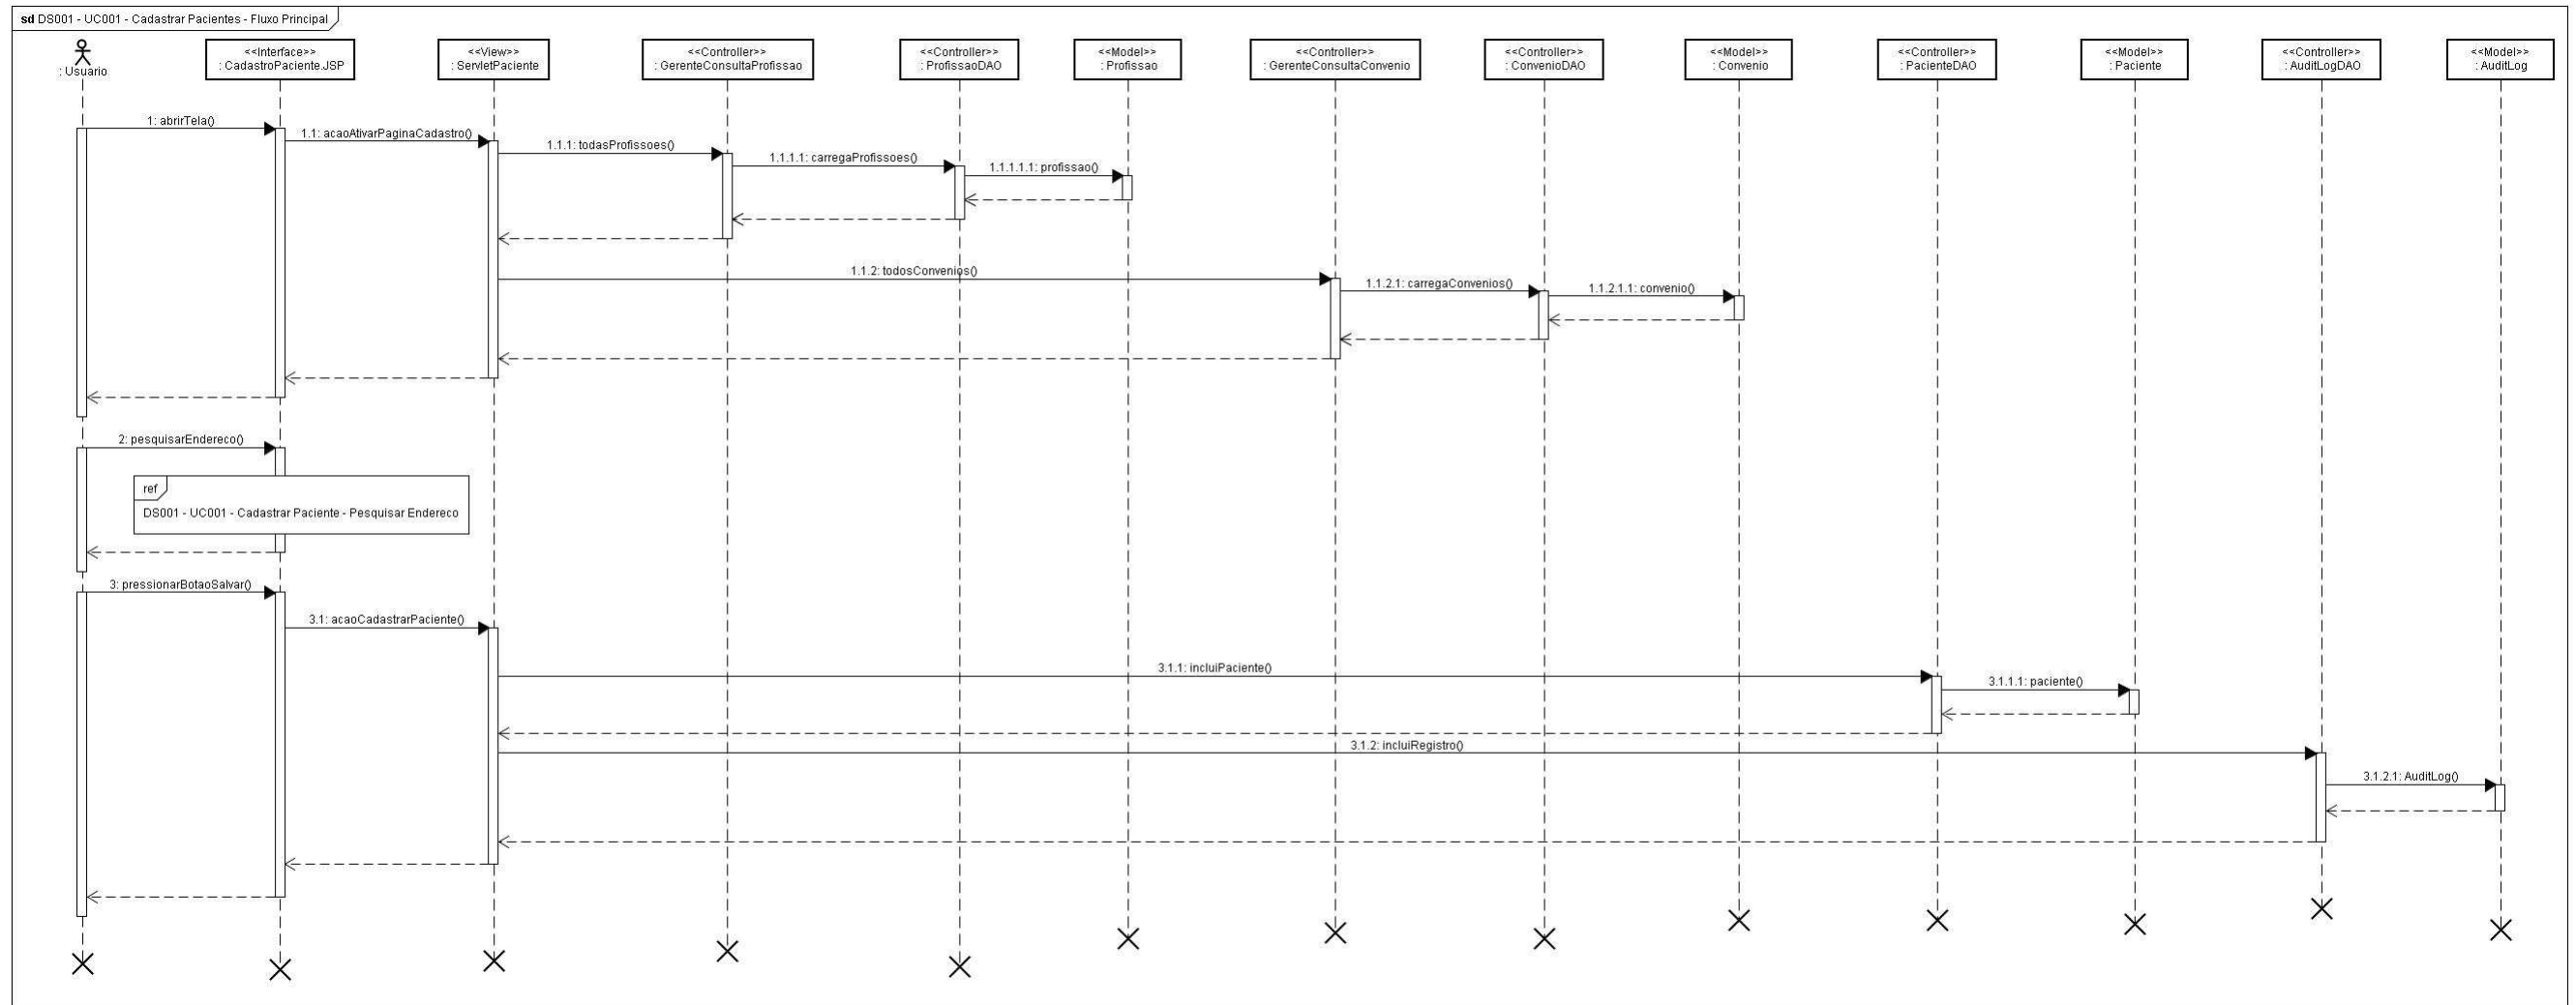 sd DS001 - UC001 - Cadastrar Pacientes - Fluxo Principal
: Usuario
<<Interface>>
: CadastroPaciente.JSP
<<View>>
: ServletPaciente
<<Controller>>
: GerenteConsultaProfissao
<<Controller>>
: ProfissaoDAO
<<Model>>
: Profissao
<<Controller>>
: GerenteConsultaConvenio
<<Controller>>
: ConvenioDAO
<<Model>>
: Convenio
<<Controller>>
: PacienteDAO
<<Model>>
: Paciente
<<Controller>>
: AuditLogDAO
<<Model>>
: AuditLog
1: abrirTela()
1.1: acaoAtivarPaginaCadastro()
1.1.1: todasProfissoes()
1.1.1.1: carregaProfissoes()
1.1.1.1.1: profissao()
1.1.2: todosConvenios()
1.1.2.1: carregaConvenios()
1.1.2.1.1: convenio()
2: pesquisarEndereco()
ref
DS001 - UC001 - Cadastrar Paciente - Pesquisar Endereco
3: pressionarBotaoSalvar()
3.1: acaoCadastrarPaciente()
3.1.1: incluiPaciente()
3.1.1.1: paciente()
3.1.2: incluiRegistro()
3.1.2.1: AuditLog()